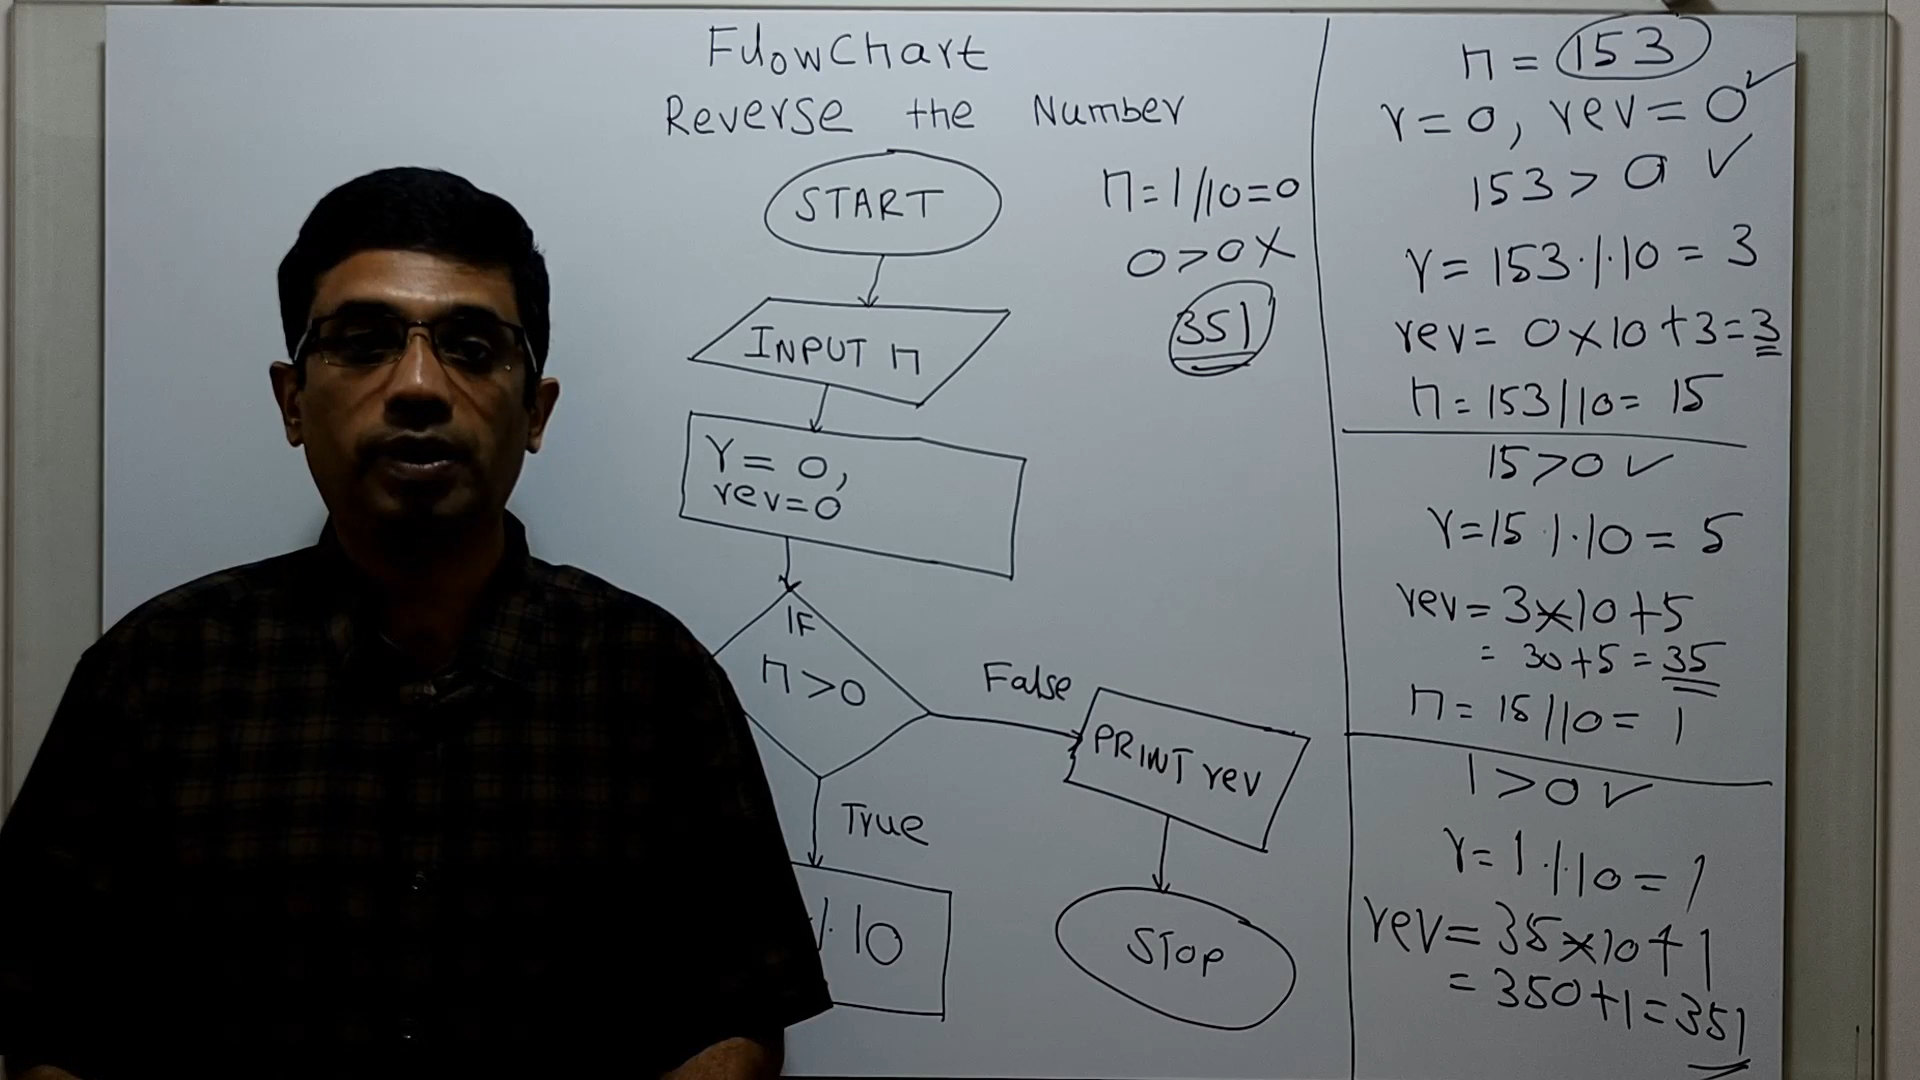 FlowChart
Reverse the Number
START
INPUT n
r = 0,
rev=0
IF
n>0
True
% 10
False
PRINT rev
STOP
n=1//10=0
0>0 X
351
n = 153
r=0, rev=0 ✓
153 > 0 ✓
r= 153 % 10 = 3
rev= 0×10+3=3
n= 153//10= 15
15>0 ✓
r=15 % 10 = 5
rev=3×10+5
= 30+5=35
n= 15//10= 1
1>0 ✓
r=1 % 10 = 1
rev=35×10+1
= 350+1=351